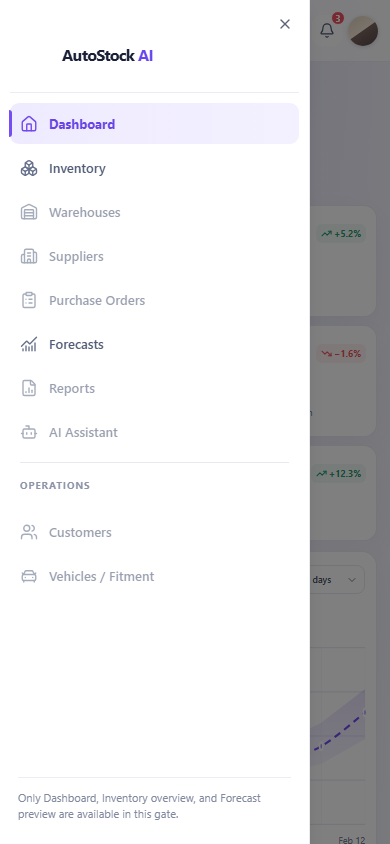 3
AutoStock AI
Dashboard
Inventory
Warehouses
Suppliers
Purchase Orders
Forecasts
Reports
AI Assistant
OPERATIONS
Customers
Vehicles / Fitment
Only Dashboard, Inventory overview, and Forecast
preview are available in this gate.
+5.2%
−1.6%
+12.3%
days
Feb 12